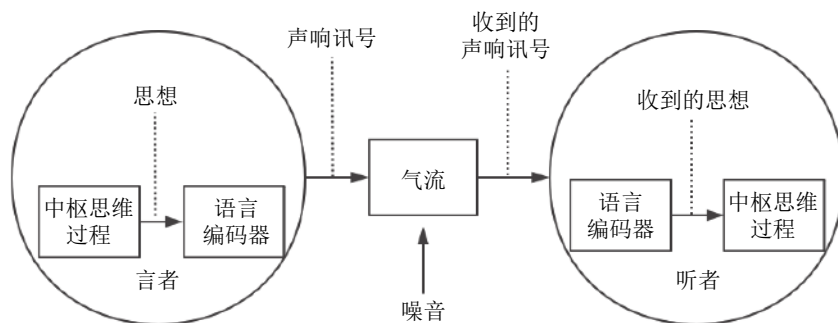 声响讯号
收到的
声响讯号
思想
收到的思想
中枢思维
过程
语言
编码器
气流
语言
编码器
中枢思维
过程
言者
噪音
听者